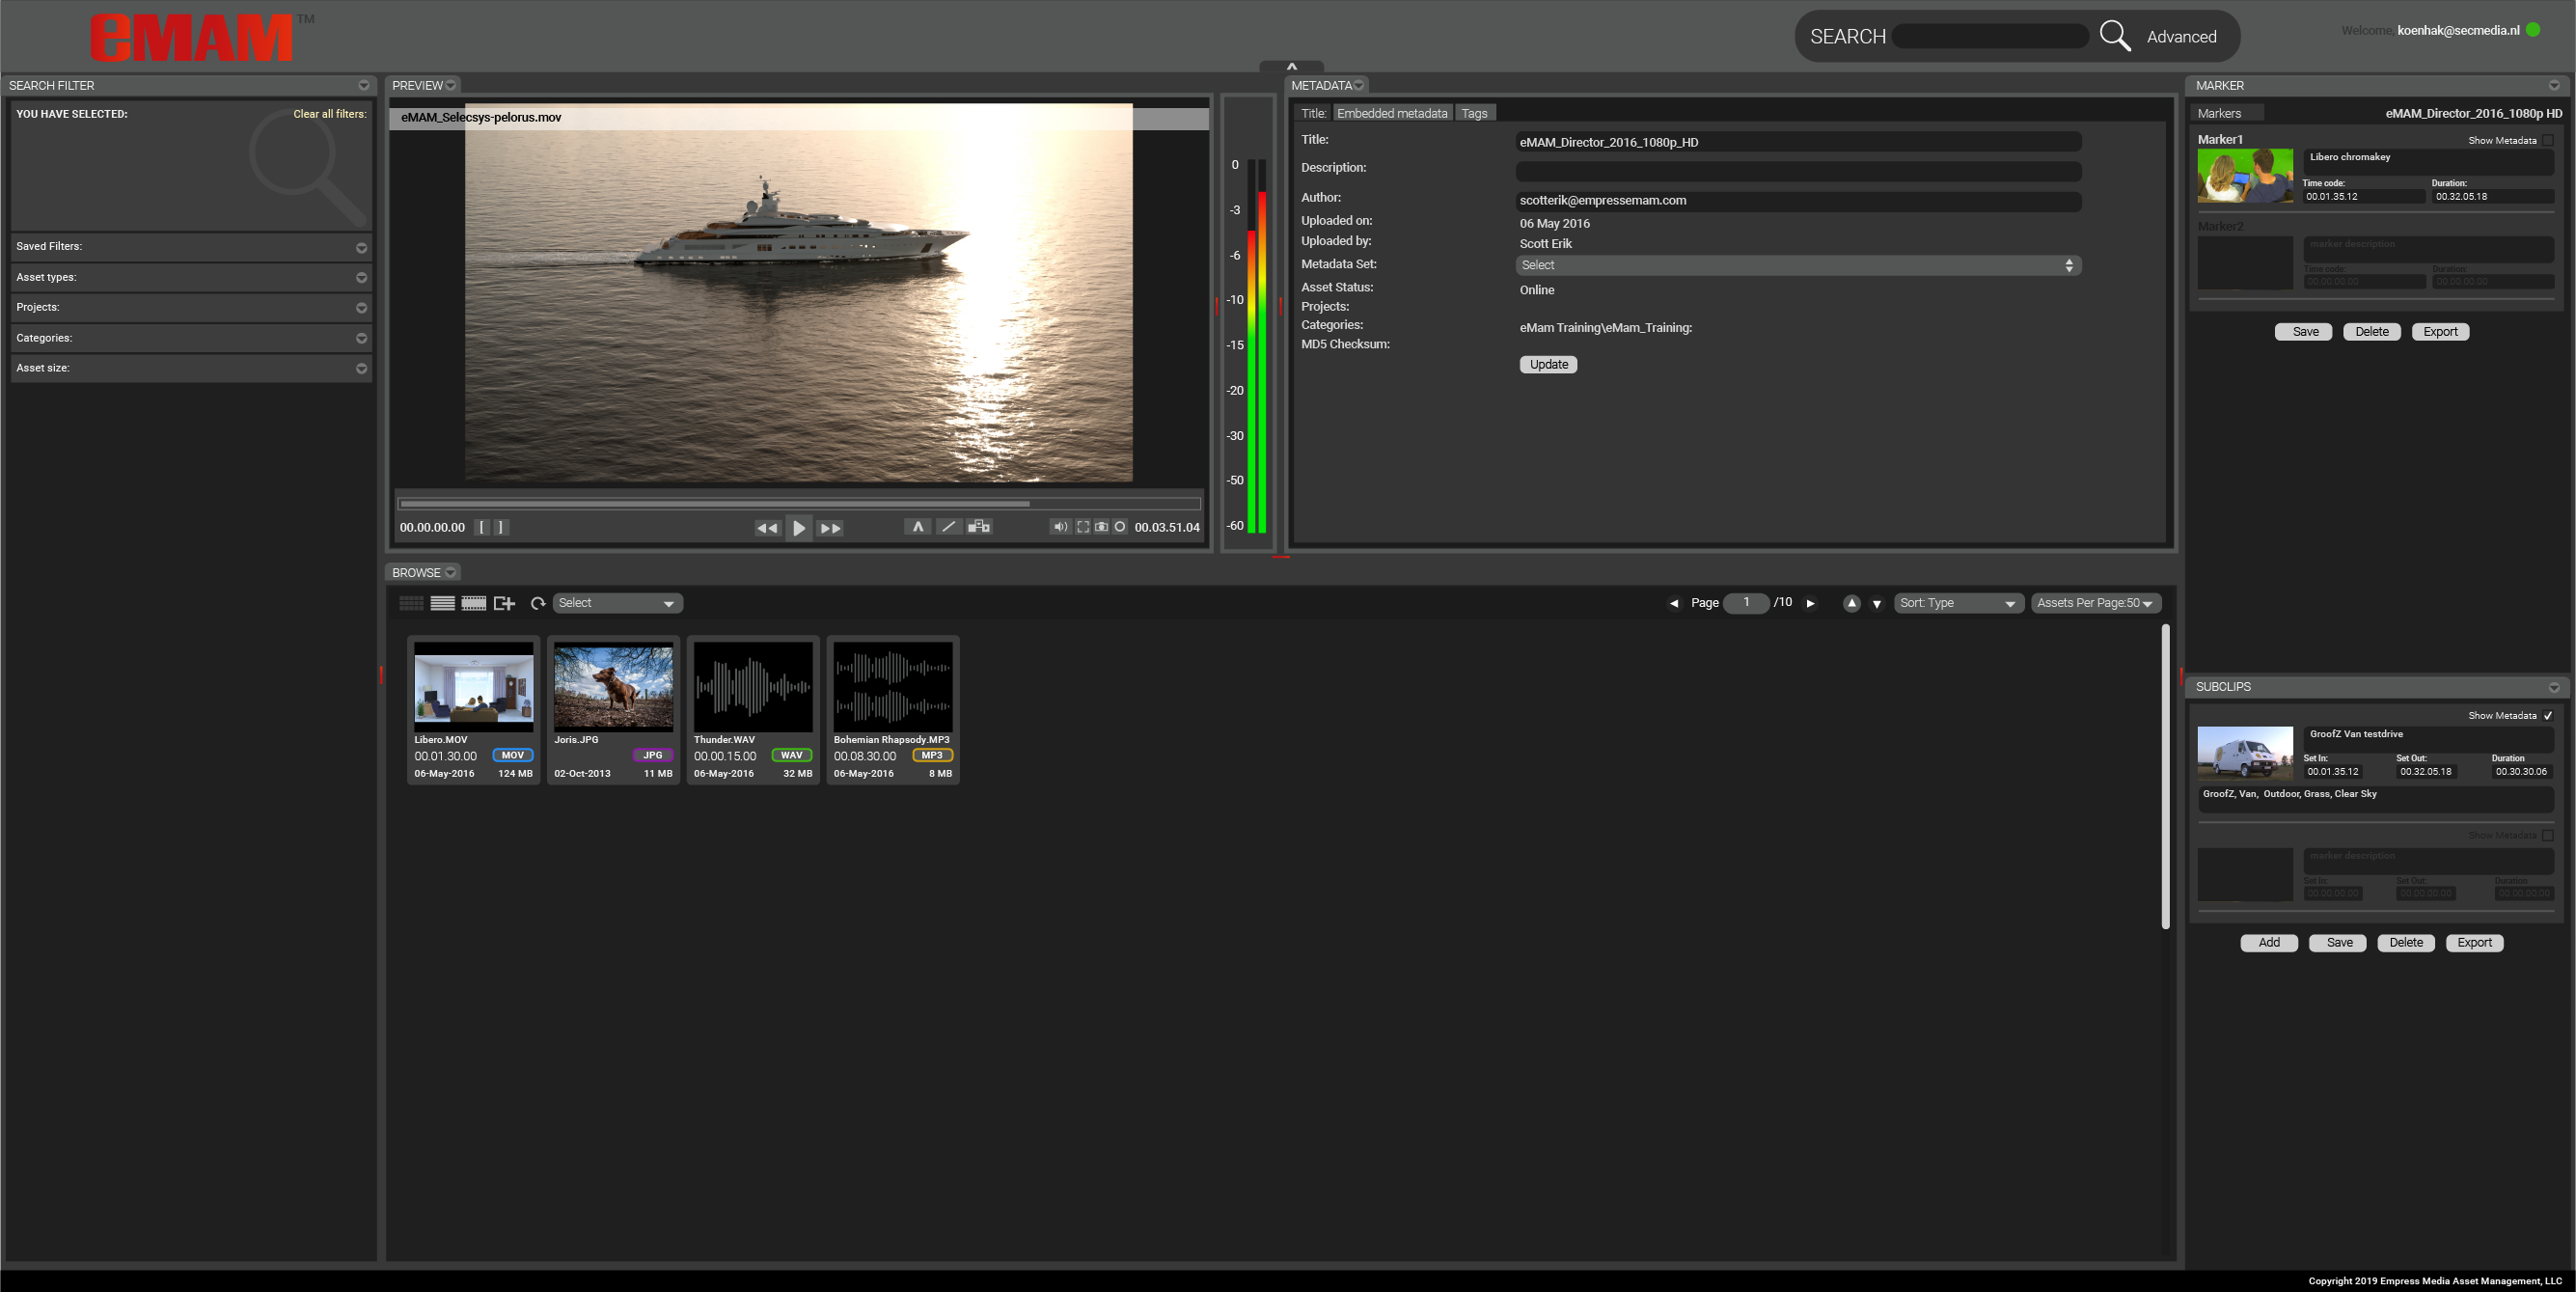 eMAM™
SEARCH
Advanced
Welcome, koenhak@secmedia.nl
SEARCH FILTER
YOU HAVE SELECTED:
Clear all filters:
Saved Filters:
Asset types:
Projects:
Categories:
Asset size:
PREVIEW
eMAM_Selecsys-pelorus.mov
00.00.00.00
[ ]
00.03.51.04
0
-3
-6
-10
-15
-20
-30
-50
-60
METADATA
Title: Embedded metadata Tags
Title: eMAM_Director_2016_1080p_HD
Description:
Author: scotterik@empressemam.com
Uploaded on: 06 May 2016
Uploaded by: Scott Erik
Metadata Set: Select
Asset Status: Online
Projects:
Categories: eMam Training\eMam_Training:
MD5 Checksum:
Update
MARKER
Markers eMAM_Director_2016_1080p HD
Marker1 Show Metadata
Libero chromakey
Time code: Duration:
00.01.35.12 00.32.05.18
Marker2
marker description
Time code: Duration:
00.00.00.00 00.00.00.00
Save Delete Export
BROWSE
Select
Page 1 /10
Sort: Type
Assets Per Page:50
Libero.MOV
00.01.30.00 MOV
06-May-2016 124 MB
Joris.JPG
JPG
02-Oct-2013 11 MB
Thunder.WAV
00.00.15.00 WAV
06-May-2016 32 MB
Bohemian Rhapsody.MP3
00.08.30.00 MP3
06-May-2016 8 MB
SUBCLIPS
Show Metadata
GroofZ Van testdrive
Set In: Set Out: Duration
00.01.35.12 00.32.05.18 00.30.30.06
GroofZ, Van, Outdoor, Grass, Clear Sky
Show Metadata
marker description
Set In: Set Out: Duration
00.00.00.00 00.00.00.00 00.00.00.00
Add Save Delete Export
Copyright 2019 Empress Media Asset Management, LLC